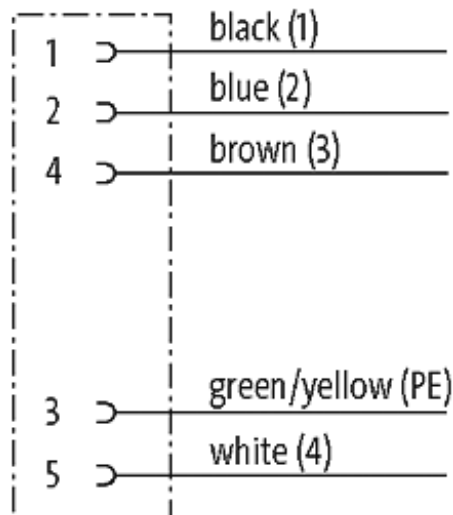 1 black (1)
2 blue (2)
4 brown (3)
3 green/yellow (PE)
5 white (4)